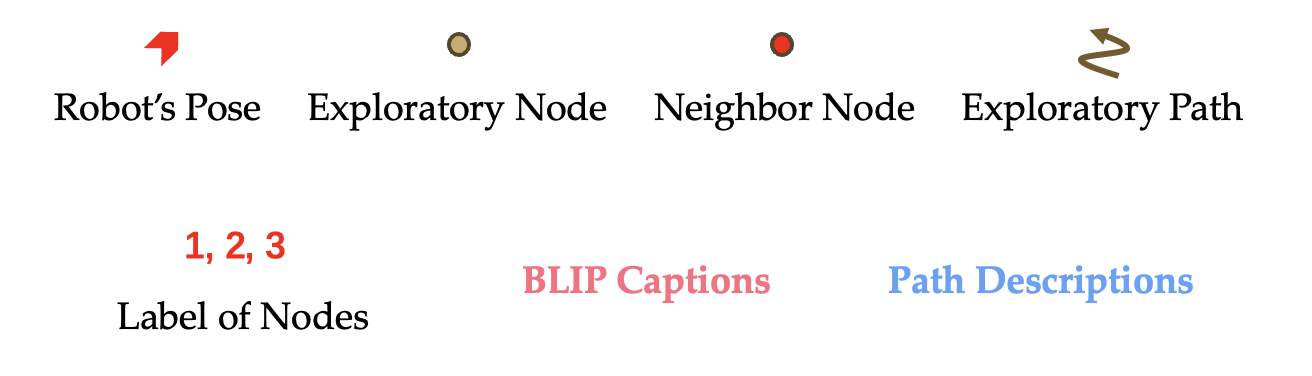 Robot's Pose
Exploratory Node
Neighbor Node
Exploratory Path
1, 2, 3
Label of Nodes
BLIP Captions
Path Descriptions